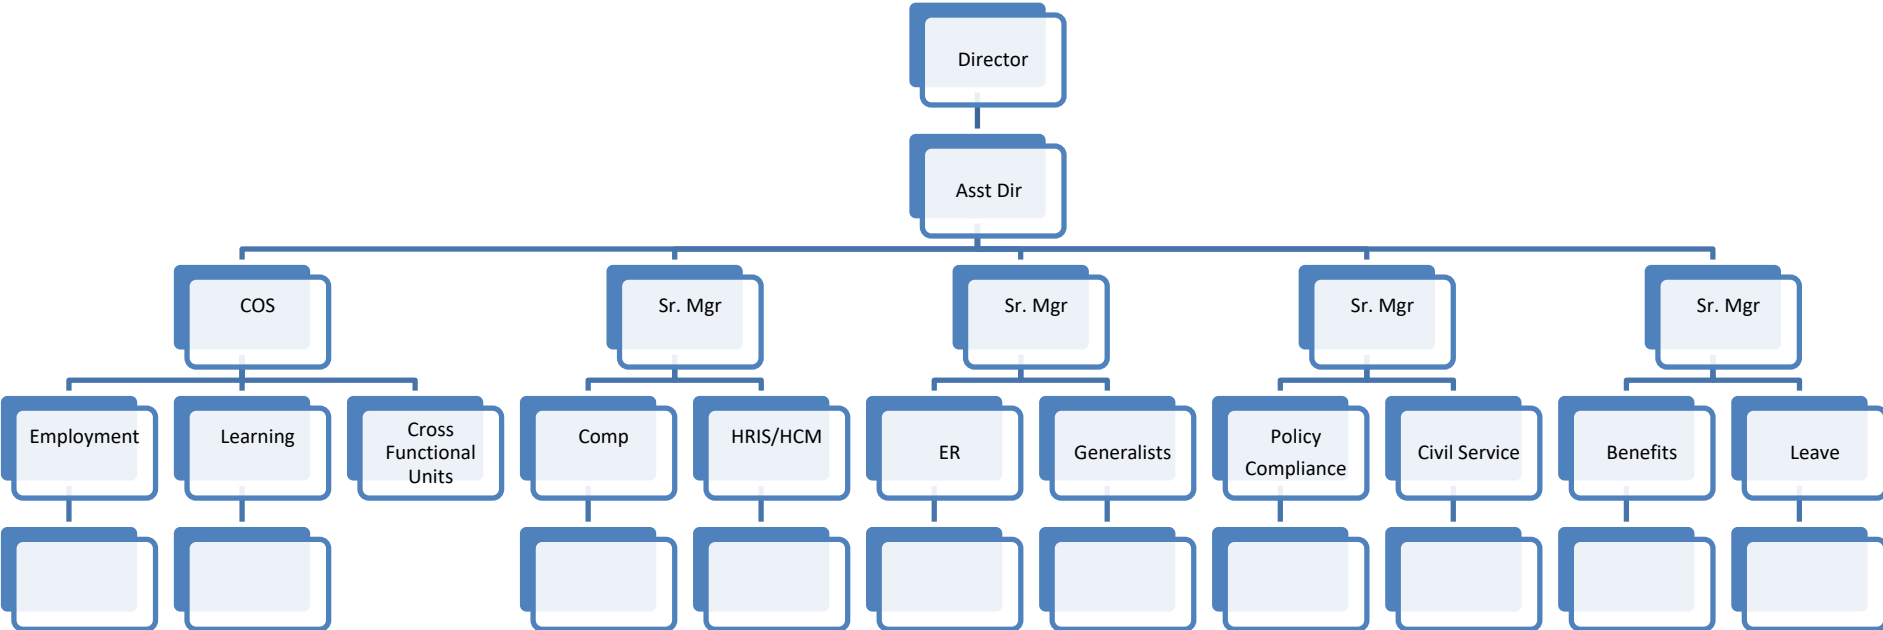 Director
Asst Dir
COS
Sr. Mgr
Sr. Mgr
Sr. Mgr
Sr. Mgr
Employment
Learning
Cross
Functional
Units
Comp
HRIS/HCM
ER
Generalists
Policy
Compliance
Civil Service
Benefits
Leave